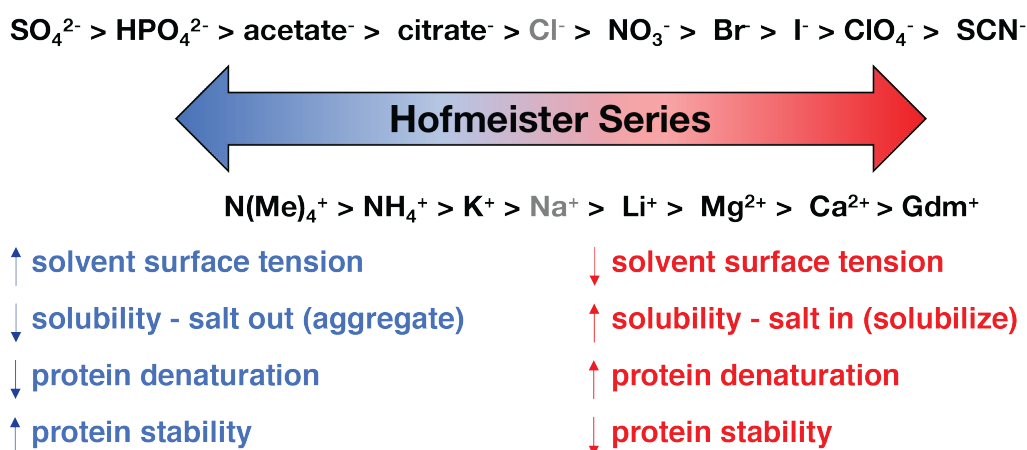 SO₄²⁻ > HPO₄²⁻ > acetate⁻ > citrate⁻ > Cl⁻ > NO₃⁻ > Br⁻ > I⁻ > ClO₄⁻ > SCN⁻
Hofmeister Series
N(Me)₄⁺ > NH₄⁺ > K⁺ > Na⁺ > Li⁺ > Mg²⁺ > Ca²⁺ > Gdm⁺
↑ solvent surface tension
↓ solubility - salt out (aggregate)
↓ protein denaturation
↑ protein stability
↓ solvent surface tension
↑ solubility - salt in (solubilize)
↑ protein denaturation
↓ protein stability